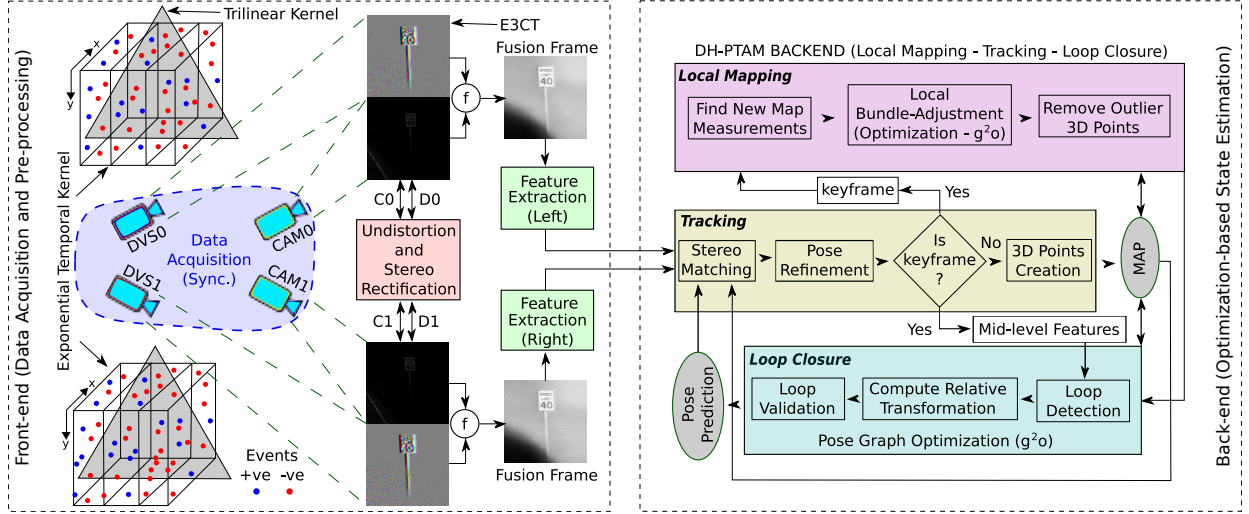 Front-end (Data Acquisition and Pre-processing)
Trilinear Kernel
x
y
Exponential Temporal Kernel
DVS0
CAM0
Data
Acquisition
(Sync.)
DVS1
CAM1
x
y
Events
+ve -ve
E3CT
f
Fusion Frame
SPEED
40
C0 D0
Undistortion
and
Stereo
Rectification
C1 D1
Feature
Extraction
(Left)
Feature
Extraction
(Right)
f
40
Fusion Frame
DH-PTAM BACKEND (Local Mapping - Tracking - Loop Closure)
Local Mapping
Find New Map
Measurements
Local
Bundle-Adjustment
(Optimization - g²o)
Remove Outlier
3D Points
keyframe
Yes
Tracking
Stereo
Matching
Pose
Refinement
Is
keyframe
?
No
3D Points
Creation
MAP
Yes
Mid-level Features
Pose
Prediction
Loop Closure
Loop
Validation
Compute Relative
Transformation
Loop
Detection
Pose Graph Optimization (g²o)
Back-end (Optimization-based State Estimation)